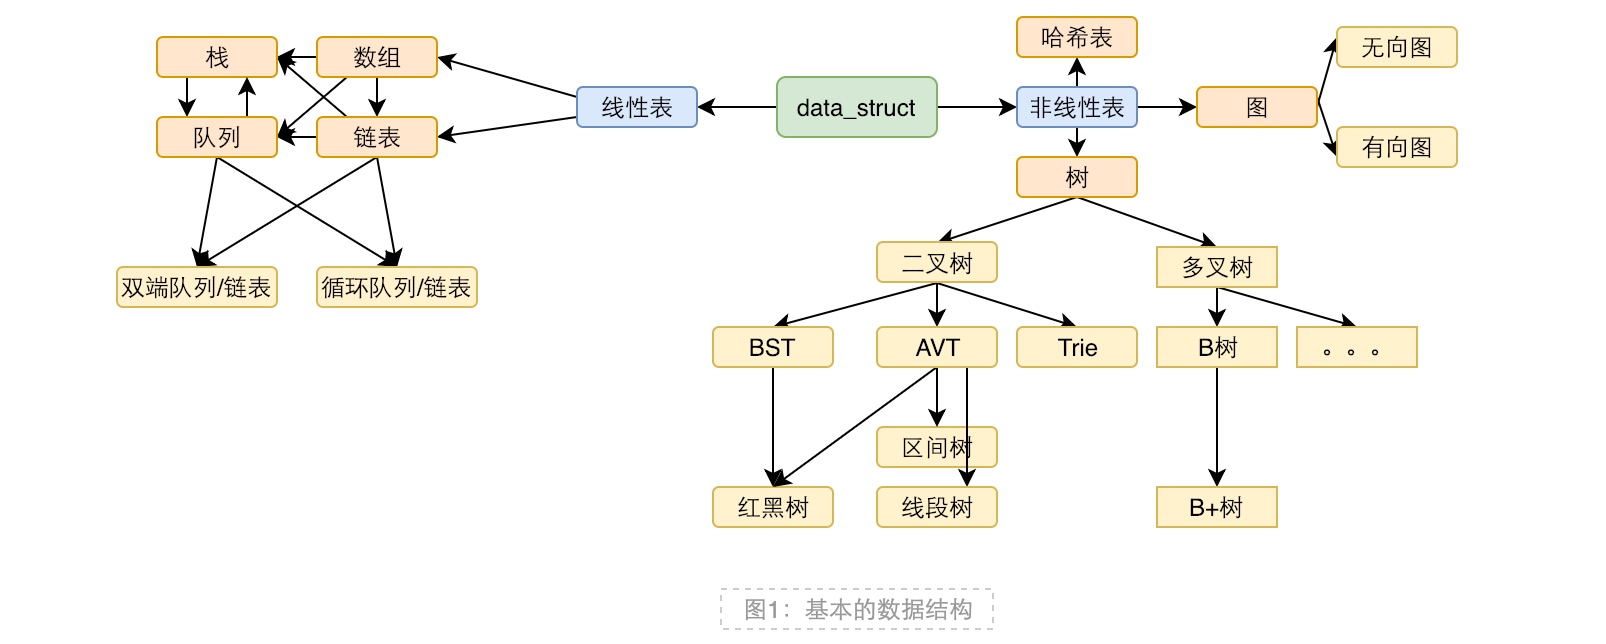 哈希表
无向图
栈
数组
线性表
data_struct
非线性表
图
队列
链表
有向图
树
二叉树
多叉树
双端队列/链表
循环队列/链表
BST
AVT
Trie
B树
。。。
区间树
红黑树
线段树
B+树
图1：基本的数据结构